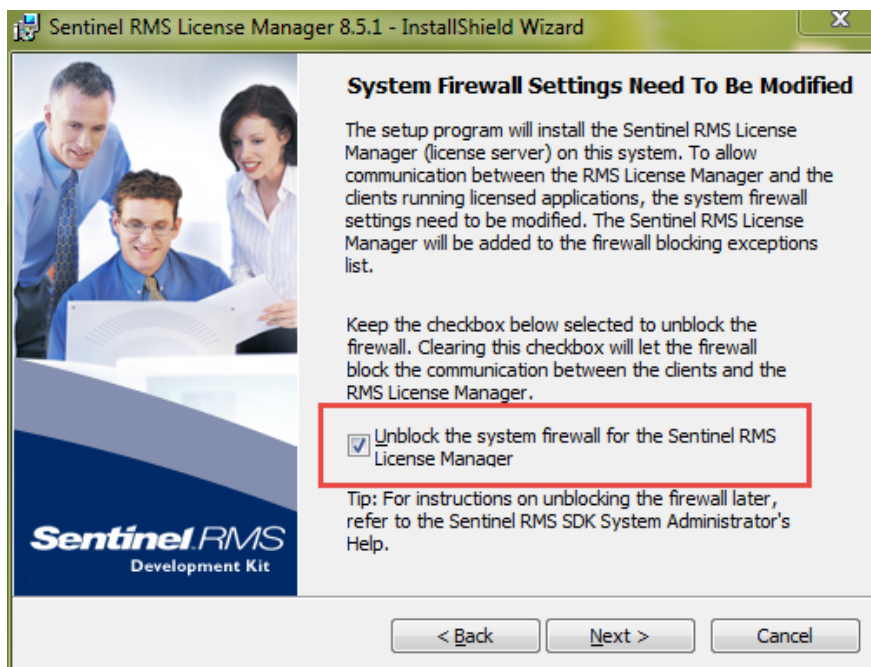 Sentinel RMS License Manager 8.5.1 - InstallShield Wizard
System Firewall Settings Need To Be Modified
The setup program will install the Sentinel RMS License
Manager (license server) on this system. To allow
communication between the RMS License Manager and the
clients running licensed applications, the system firewall
settings need to be modified. The Sentinel RMS License
Manager will be added to the firewall blocking exceptions
list.
Keep the checkbox below selected to unblock the
firewall. Clearing this checkbox will let the firewall
block the communication between the clients and the
RMS License Manager.
Unblock the system firewall for the Sentinel RMS
License Manager
Tip: For instructions on unblocking the firewall later,
refer to the Sentinel RMS SDK System Administrator's
Help.
Sentinel RMS
Development Kit
< Back
Next >
Cancel